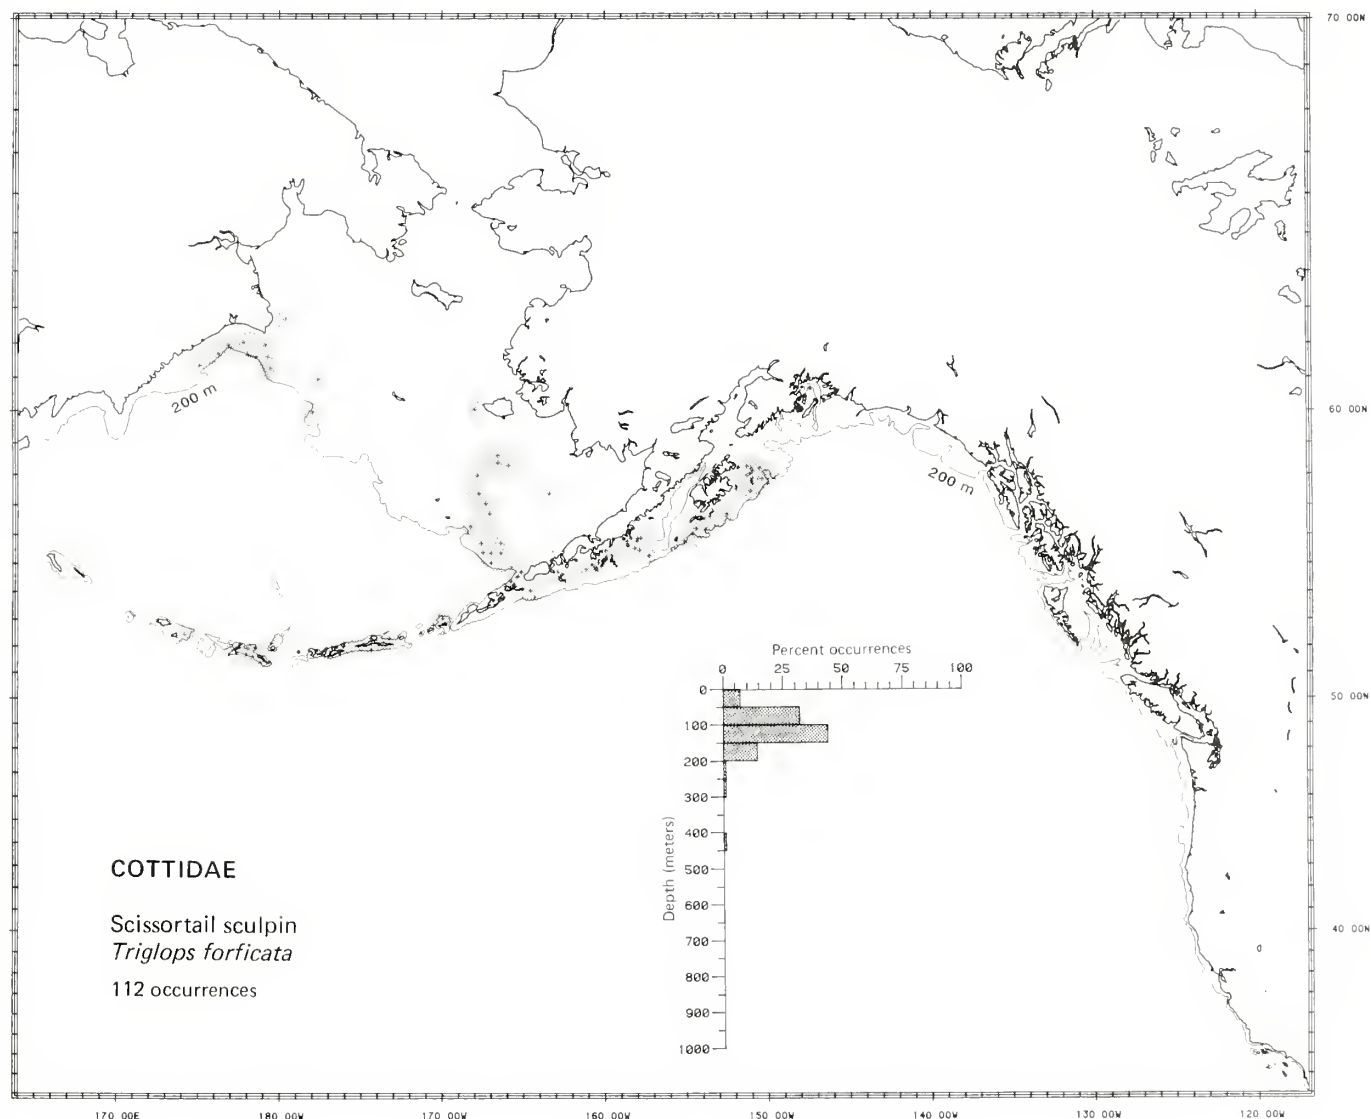 70 00N
200 m
60 00N
200 m
Percent occurrences
0 25 50 75 100
50 00N
0
100
200
300
400
500
600
700
800
900
1000
Depth (meters)
COTTIDAE
Scissortail sculpin
Triglops forficata
112 occurrences
40 00N
170 00E 180 00W 170 00W 160 00W 150 00W 140 00W 130 00W 120 00W